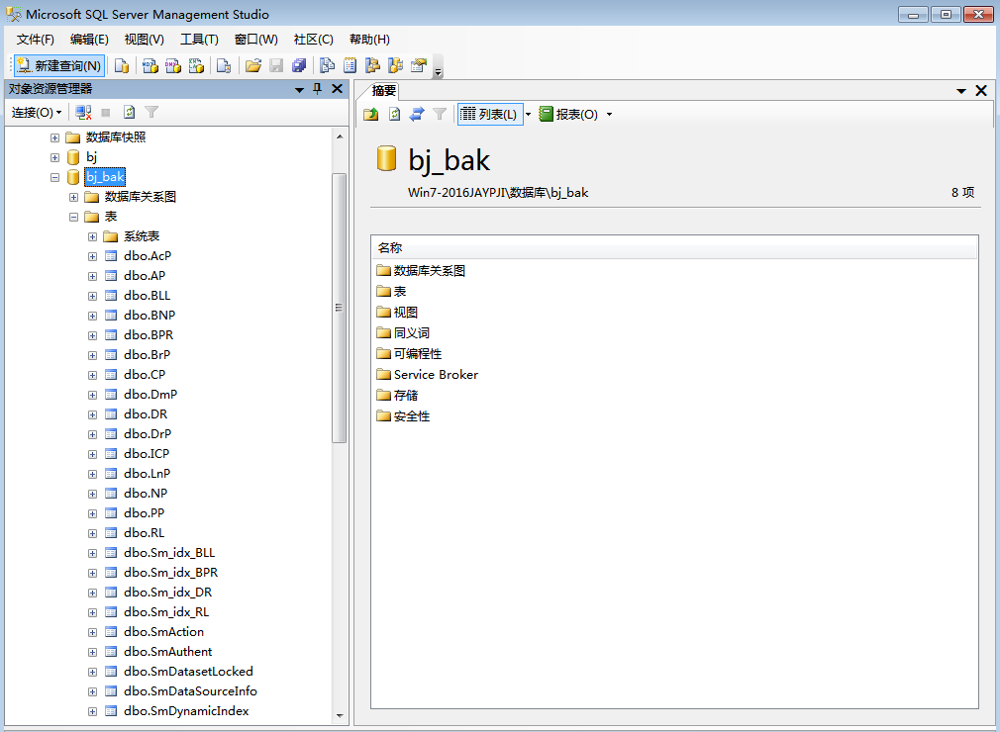 Microsoft SQL Server Management Studio
文件(F) 编辑(E) 视图(V) 工具(T) 窗口(W) 社区(C) 帮助(H)
新建查询(N)
对象资源管理器
连接(O)
数据库快照
bj
bj_bak
数据库关系图
表
系统表
dbo.AcP
dbo.AP
dbo.BLL
dbo.BNP
dbo.BPR
dbo.BrP
dbo.CP
dbo.DmP
dbo.DR
dbo.DrP
dbo.ICP
dbo.LnP
dbo.NP
dbo.PP
dbo.RL
dbo.Sm_idx_BLL
dbo.Sm_idx_BPR
dbo.Sm_idx_DR
dbo.Sm_idx_RL
dbo.SmAction
dbo.SmAuthent
dbo.SmDatasetLocked
dbo.SmDataSourceInfo
dbo.SmDynamicIndex
摘要
列表(L) 报表(O)
bj_bak
Win7-2016JAYPJI\数据库\bj_bak 8 项
名称
数据库关系图
表
视图
同义词
可编程性
Service Broker
存储
安全性